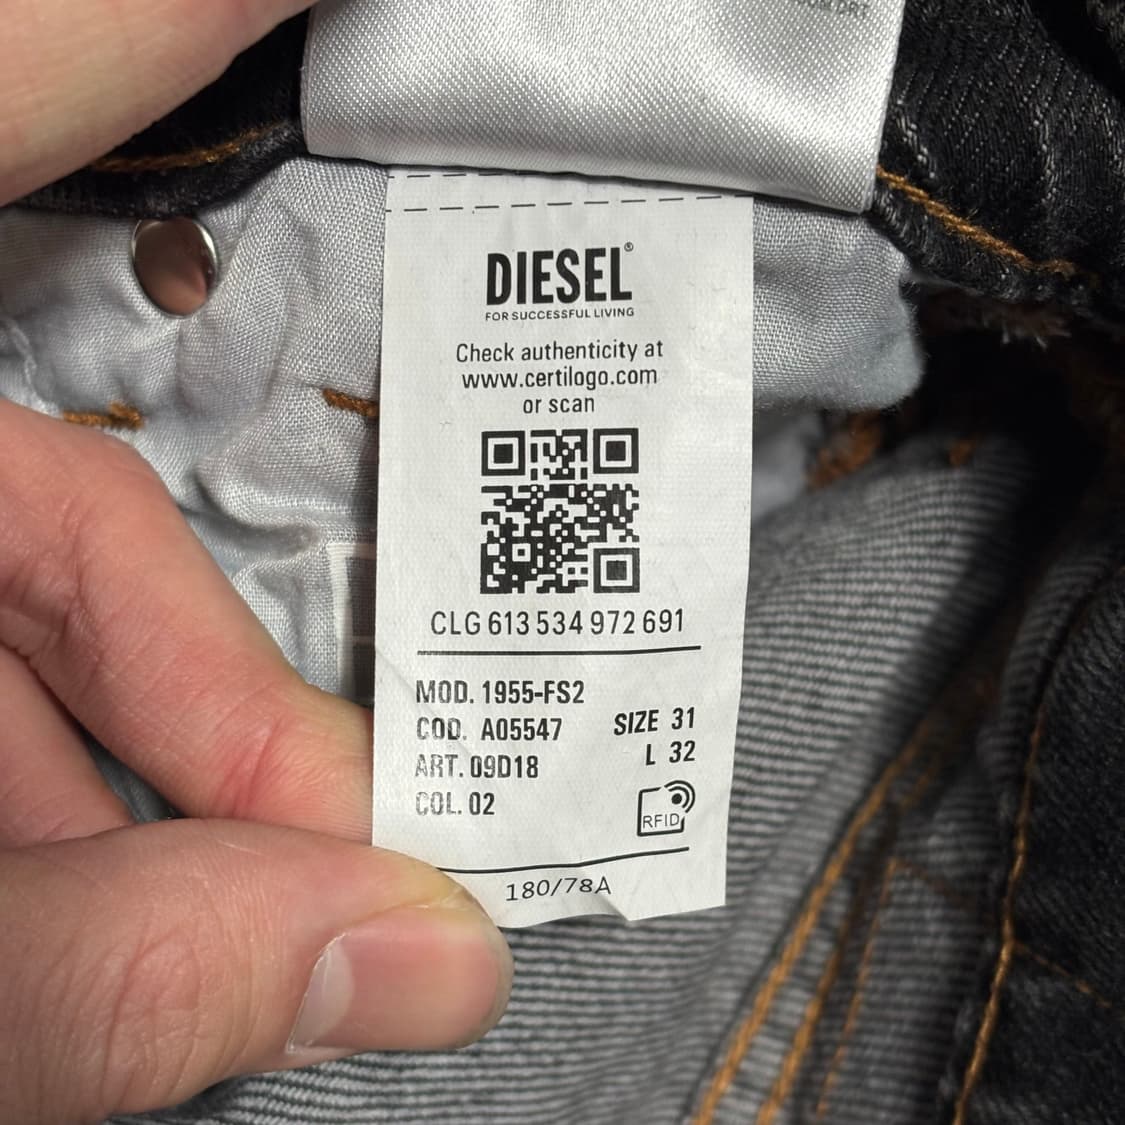 DIESEL®
FOR SUCCESSFUL LIVING
Check authenticity at
www.certilogo.com
or scan
CLG 613 534 972 691
MOD. 1955-FS2
COD. A05547
SIZE 31
L 32
ART. 09D18
COL. 02
RFID
180/78A